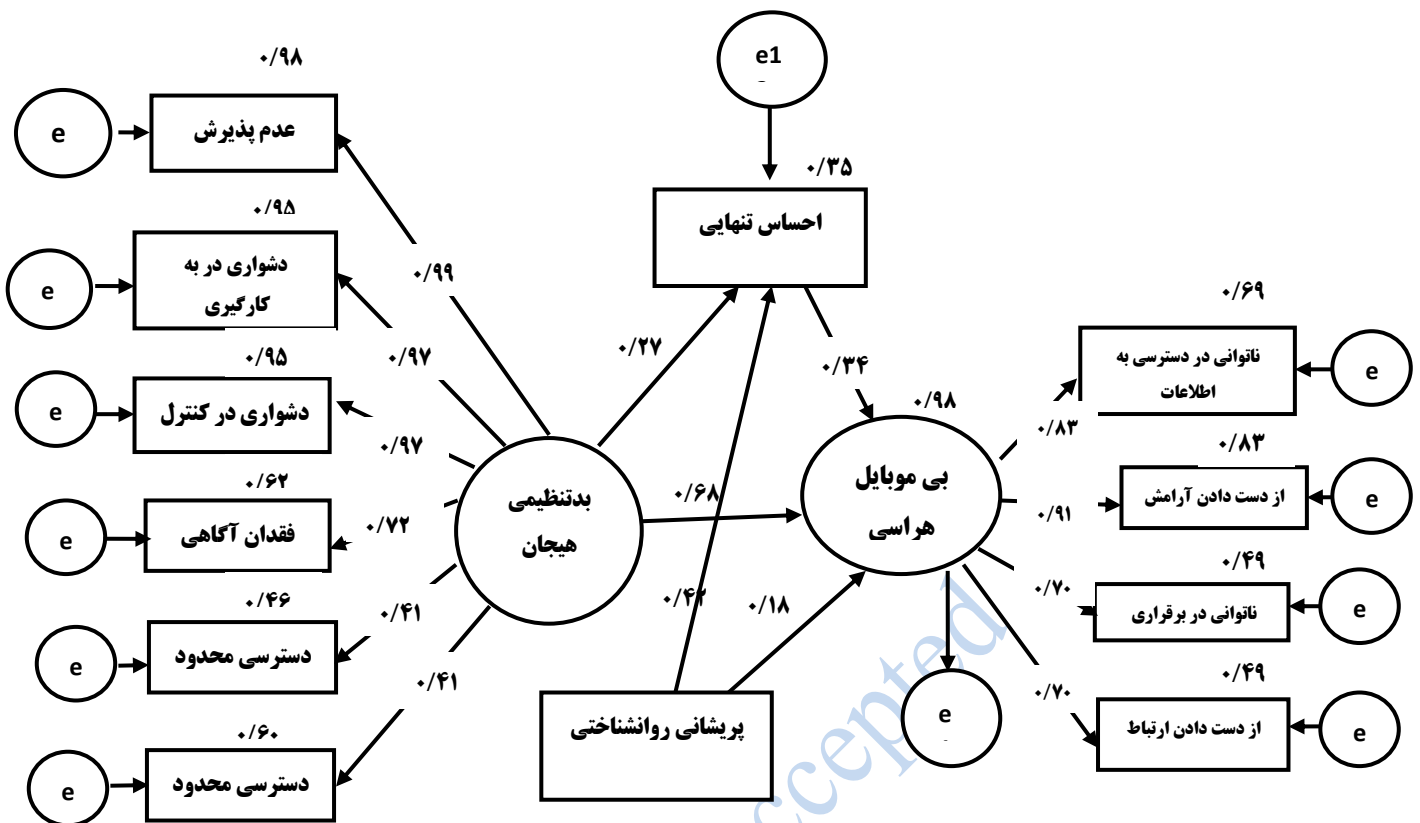 ۰/۹۸
e1
e
عدم پذیرش
۰/۳۵
۰/۹۵
احساس تنهایی
e
دشواری در به
کارگیری
۰/۹۹
۰/۶۹
۰/۲۷
۰/۹۷
۰/۹۵
۰/۳۴
ناتوانی در دسترسی به
اطلاعات
e
e
دشواری در کنترل
۰/۹۷
۰/۹۸
۰/۸۳
۰/۸۳
۰/۶۲
بدتنظیمی
هیجان
۰/۶۸
بی موبایل
هراسی
از دست دادن آرامش
e
۰/۹۱
e
فقدان آگاهی
۰/۷۲
۰/۴۹
۰/۴۶
۰/۴۱
۰/۴۲
۰/۱۸
۰/۷۰
ناتوانی در برقراری
e
e
دسترسی محدود
۰/۴۹
۰/۴۱
۰/۷۰
از دست دادن ارتباط
e
e
پریشانی روانشناختی
۰/۶۰
e
دسترسی محدود
ccepted